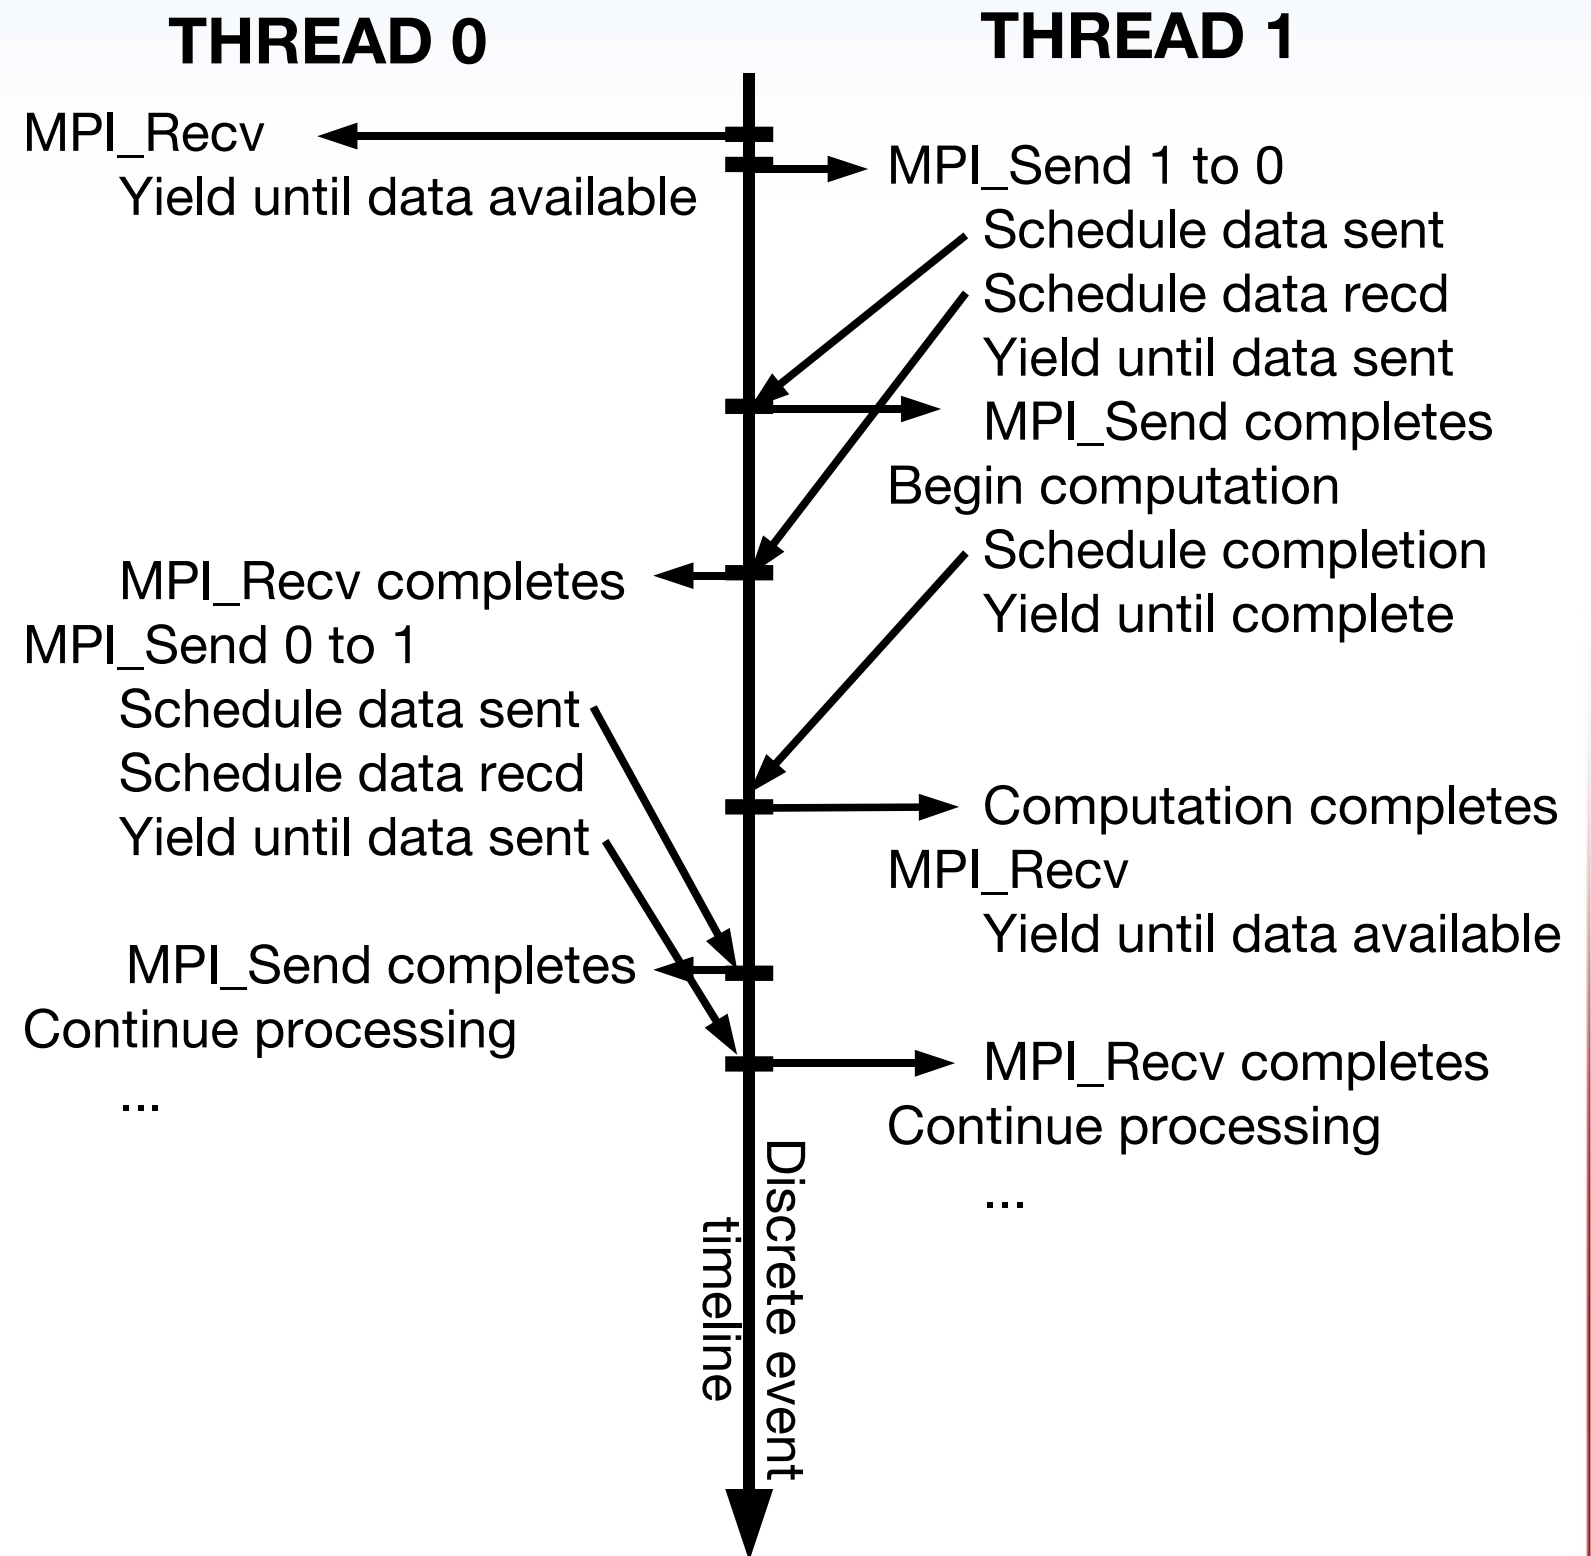 THREAD 0
MPI_Recv
Yield until data available
MPI_Recv completes
MPI_Send 0 to 1
Schedule data sent
Schedule data recd
Yield until data sent
MPI_Send completes
Continue processing
...
THREAD 1
MPI_Send 1 to 0
Schedule data sent
Schedule data recd
Yield until data sent
MPI_Send completes
Begin computation
Schedule completion
Yield until complete
Computation completes
MPI_Recv
Yield until data available
MPI_Recv completes
Continue processing
...
Discrete event
timeline